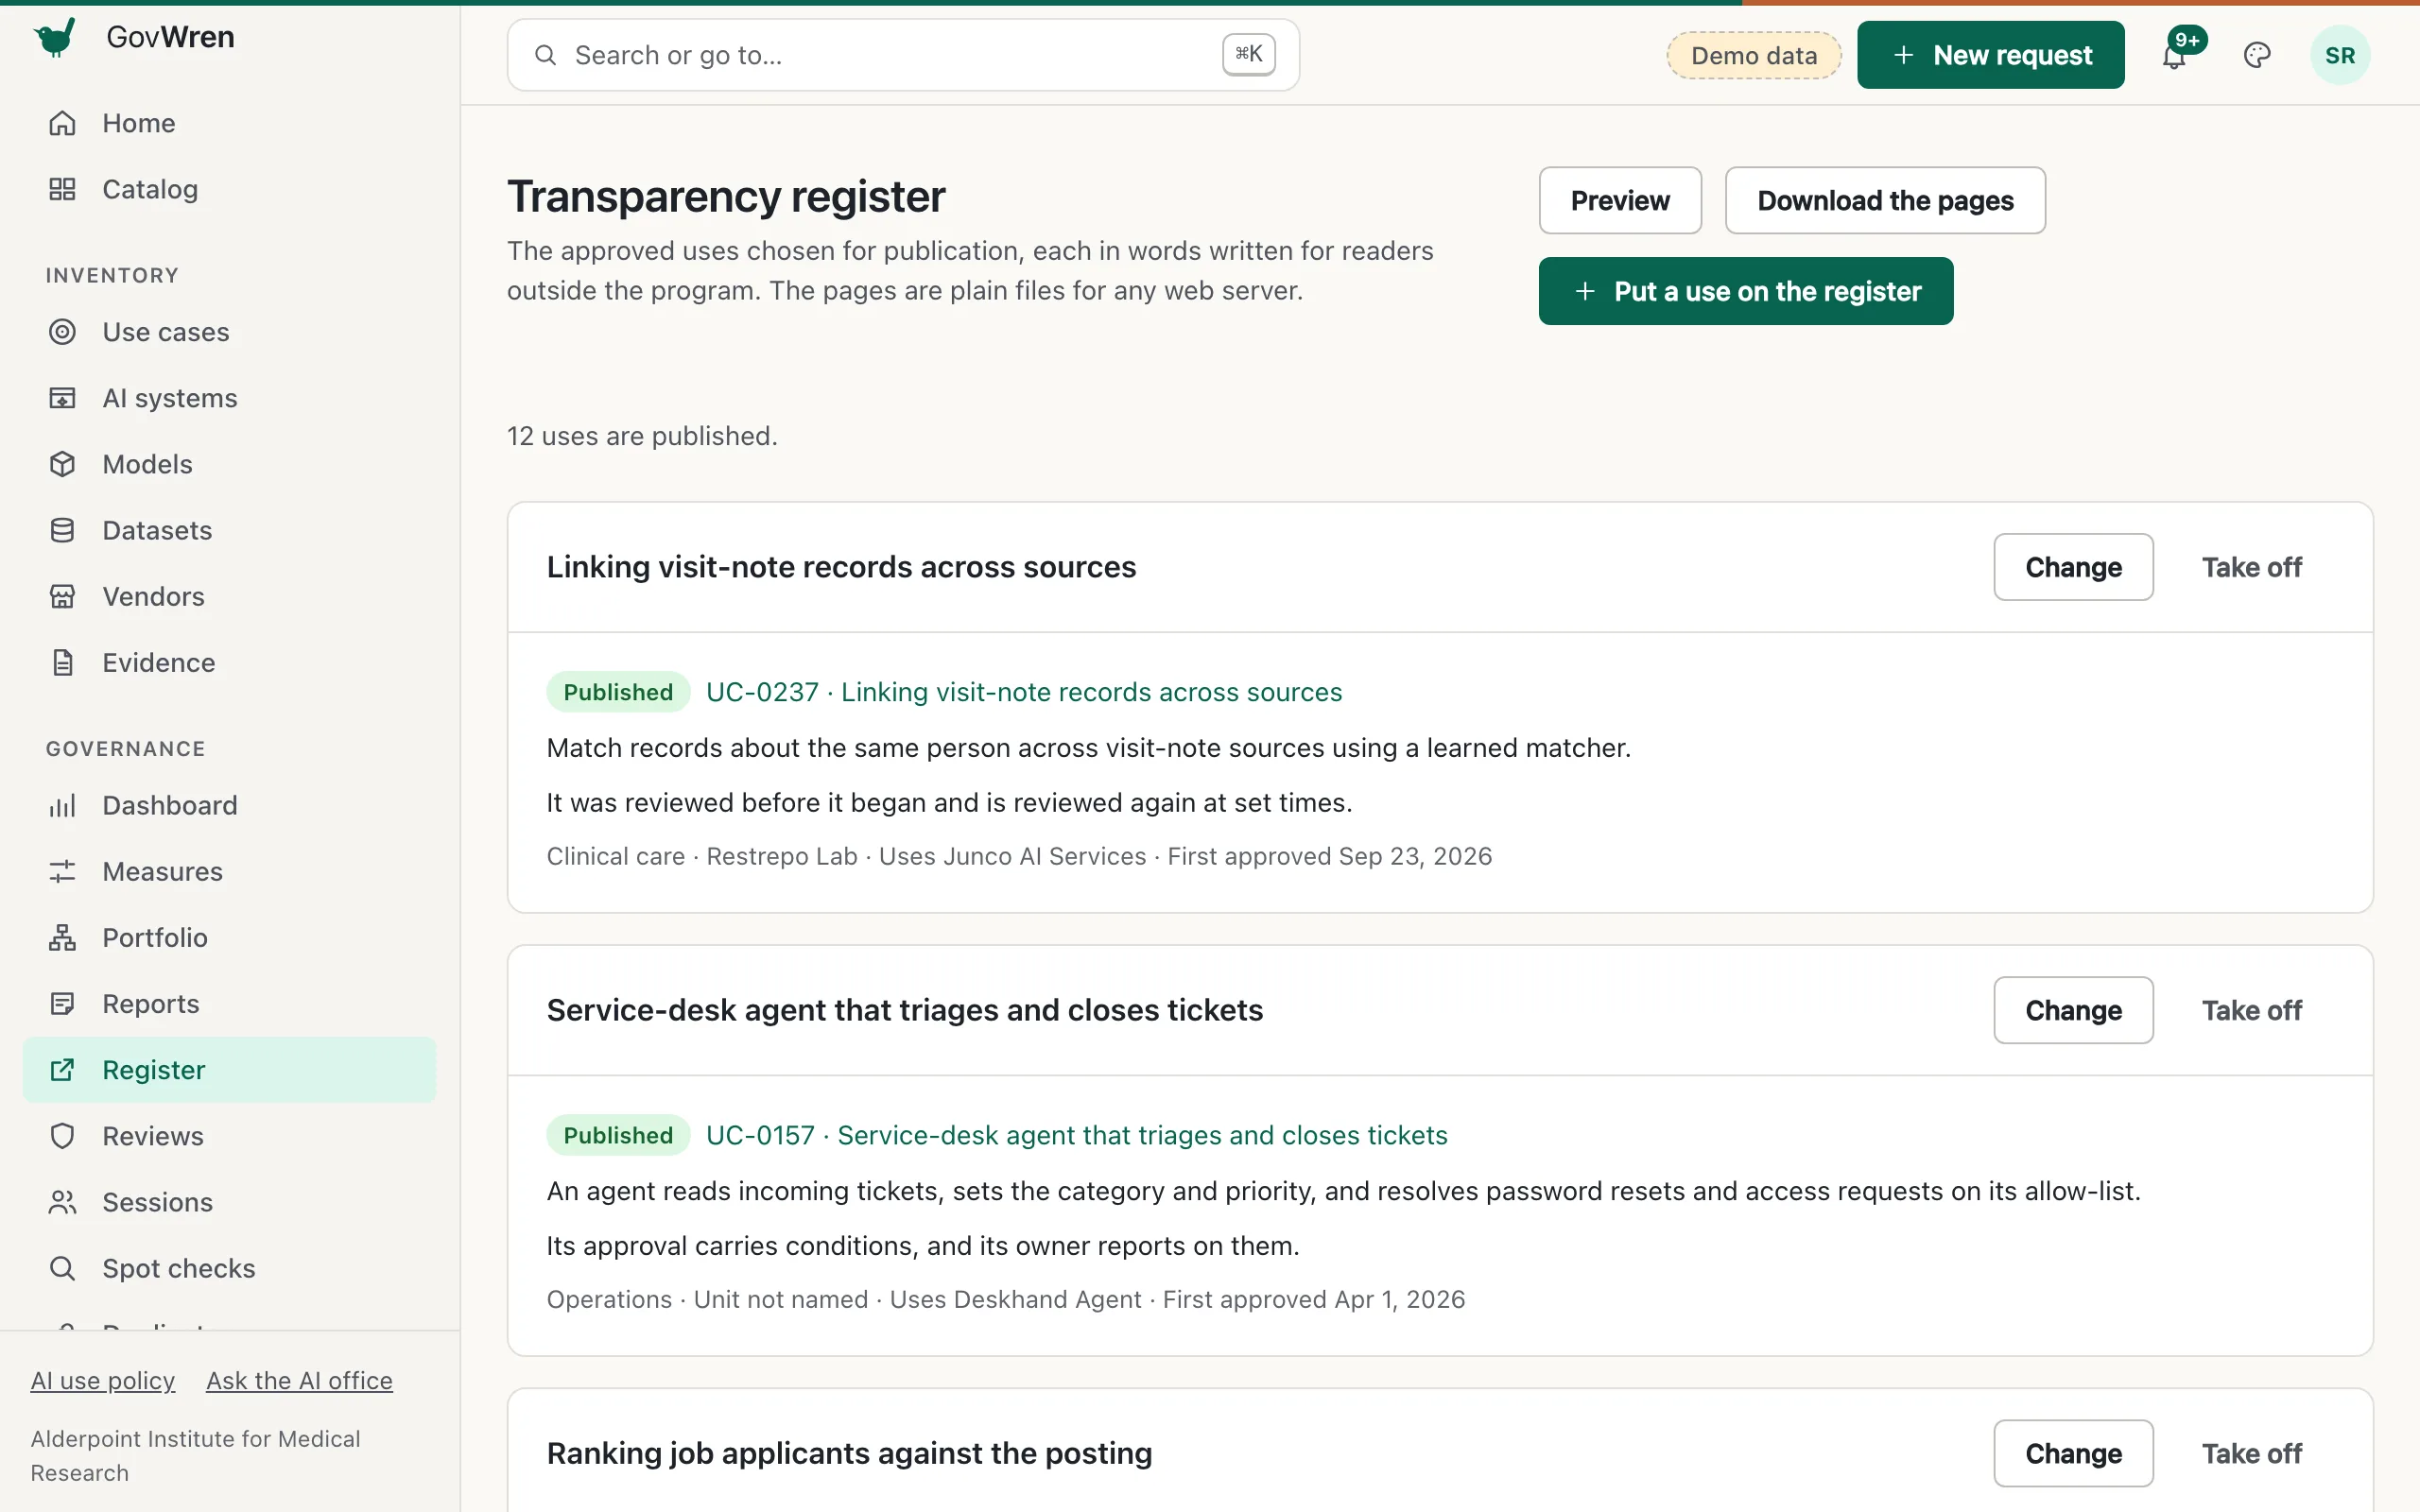 GovWren
Home
Catalog
INVENTORY
Use cases
AI systems
Models
Datasets
Vendors
Evidence
GOVERNANCE
Dashboard
Measures
Portfolio
Reports
Register
Reviews
Sessions
Spot checks
AI use policy
Ask the AI office
Alderpoint Institute for Medical
Research
Search or go to...
⌘K
Demo data
+ New request
9+
SR
Transparency register
The approved uses chosen for publication, each in words written for readers
outside the program. The pages are plain files for any web server.
Preview
Download the pages
+ Put a use on the register
12 uses are published.
Linking visit-note records across sources
Change
Take off
Published UC-0237 · Linking visit-note records across sources
Match records about the same person across visit-note sources using a learned matcher.
It was reviewed before it began and is reviewed again at set times.
Clinical care · Restrepo Lab · Uses Junco AI Services · First approved Sep 23, 2026
Service-desk agent that triages and closes tickets
Change
Take off
Published UC-0157 · Service-desk agent that triages and closes tickets
An agent reads incoming tickets, sets the category and priority, and resolves password resets and access requests on its allow-list.
Its approval carries conditions, and its owner reports on them.
Operations · Unit not named · Uses Deskhand Agent · First approved Apr 1, 2026
Ranking job applicants against the posting
Change
Take off